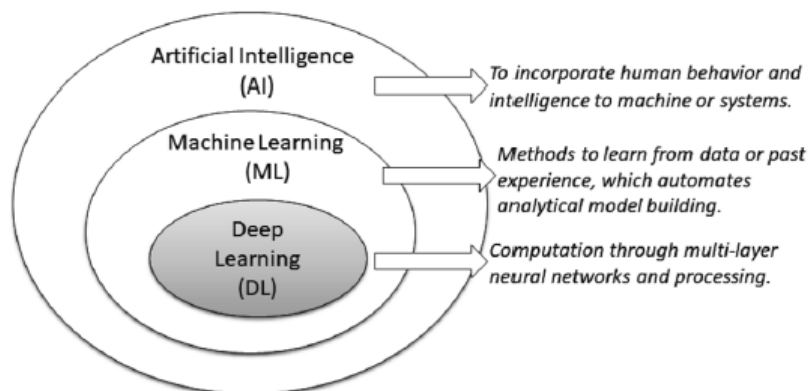 Artificial Intelligence
(AI)
To incorporate human behavior and
intelligence to machine or systems.
Machine Learning
(ML)
Methods to learn from data or past
experience, which automates
analytical model building.
Deep
Learning
(DL)
Computation through multi-layer
neural networks and processing.